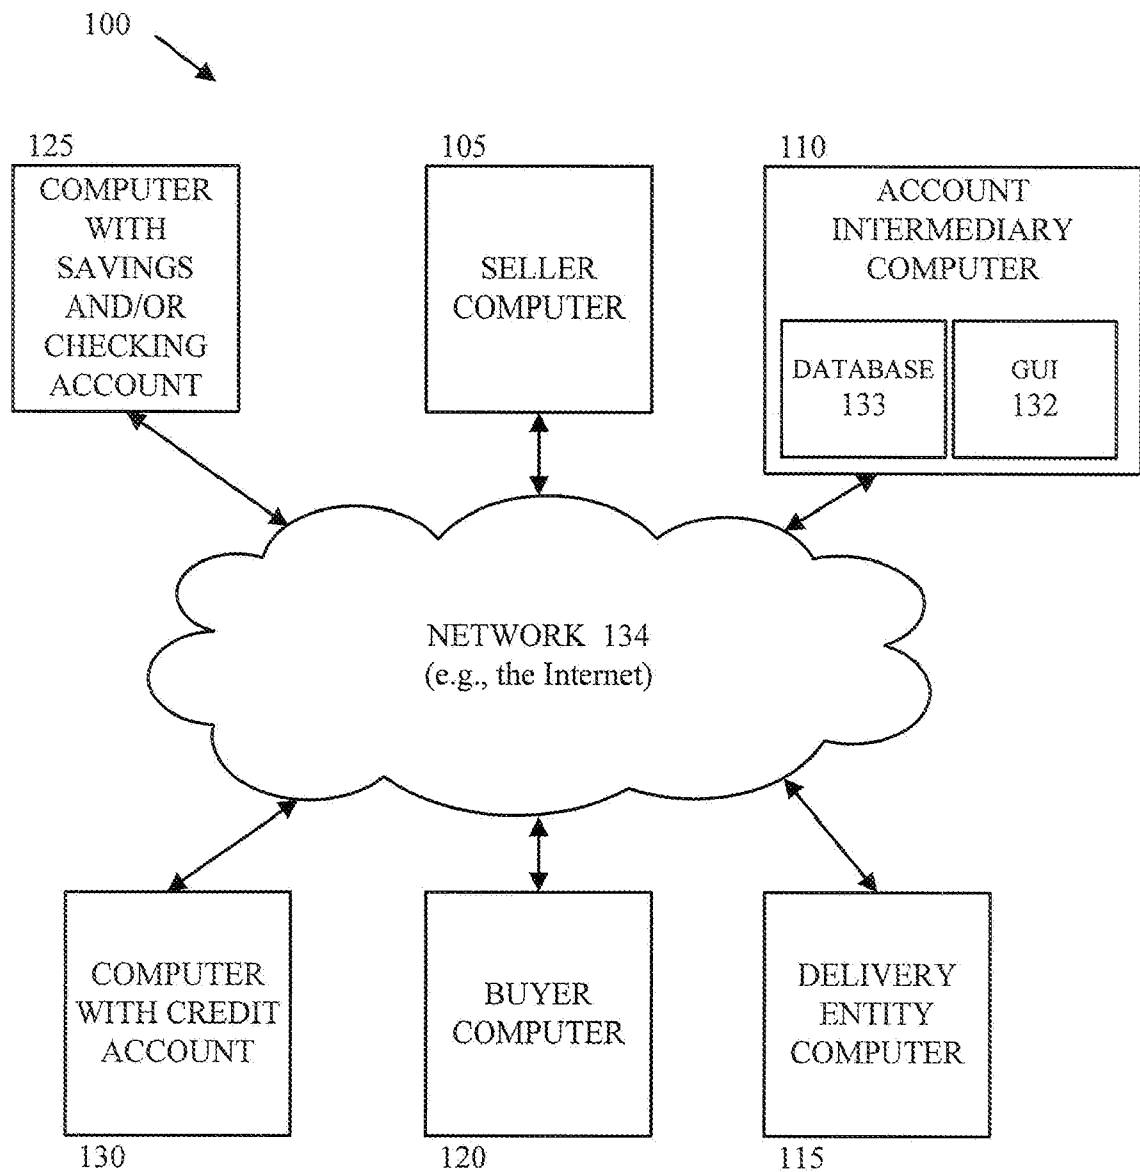 100
125
COMPUTER
WITH
SAVINGS
AND/OR
CHECKING
ACCOUNT
105
SELLER
COMPUTER
110
ACCOUNT
INTERMEDIARY
COMPUTER
DATABASE
133
GUI
132
NETWORK 134
(e.g., the Internet)
COMPUTER
WITH CREDIT
ACCOUNT
130
BUYER
COMPUTER
120
DELIVERY
ENTITY
COMPUTER
115